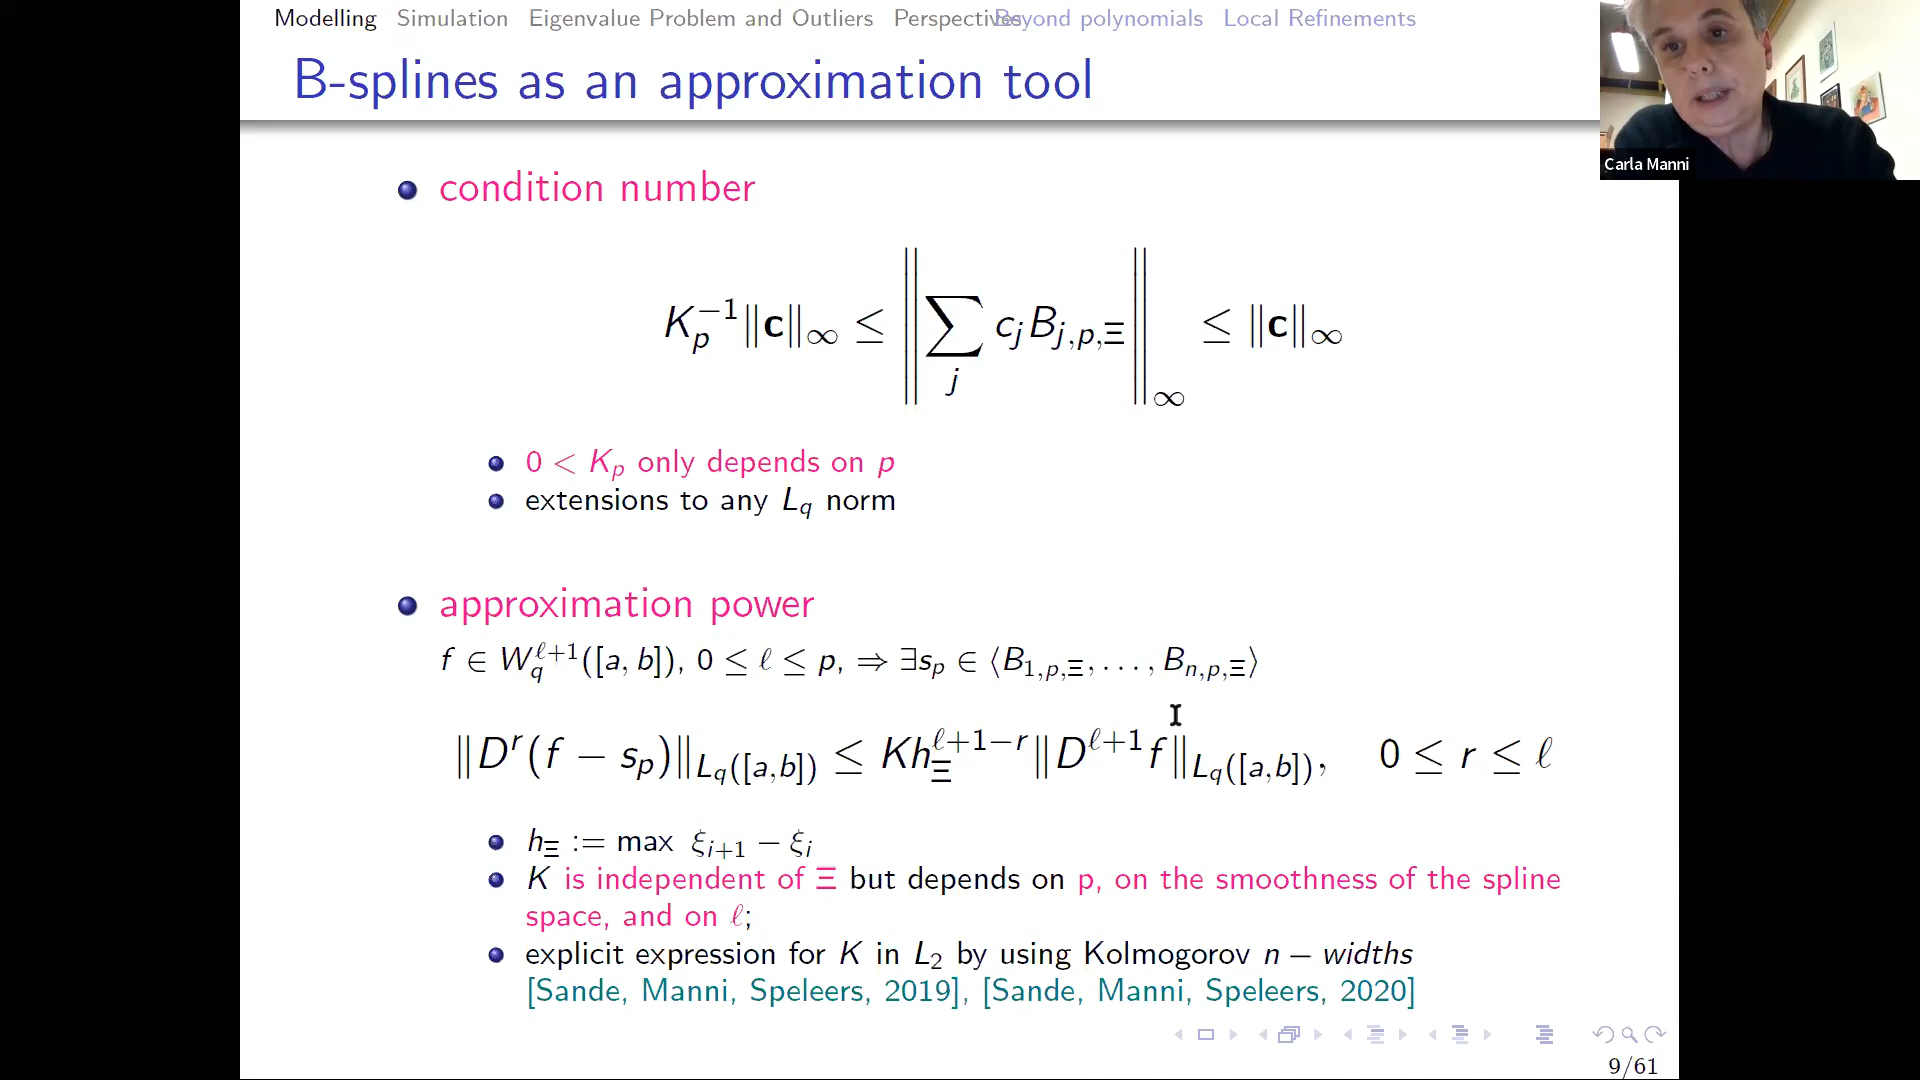 Modelling Simulation Eigenvalue Problem and Outliers Perspectives Beyond polynomials Local Refinements
B-splines as an approximation tool
Carla Manni
condition number
K_p^{-1}‖c‖_∞ ≤ ‖∑_j c_j B_{j,p,Ξ}‖_∞ ≤ ‖c‖_∞
0 < K_p only depends on p
extensions to any L_q norm
approximation power
f ∈ W_q^{ℓ+1}([a, b]), 0 ≤ ℓ ≤ p, ⇒ ∃s_p ∈ ⟨B_{1,p,Ξ}, . . . , B_{n,p,Ξ}⟩
‖D^r(f − s_p)‖_{L_q([a,b])} ≤ Kh_Ξ^{ℓ+1−r}‖D^{ℓ+1}f‖_{L_q([a,b])}, 0 ≤ r ≤ ℓ
h_Ξ := max ξ_{i+1} − ξ_i
K is independent of Ξ but depends on p, on the smoothness of the spline
space, and on ℓ;
explicit expression for K in L_2 by using Kolmogorov n − widths
[Sande, Manni, Speleers, 2019], [Sande, Manni, Speleers, 2020]
9/61